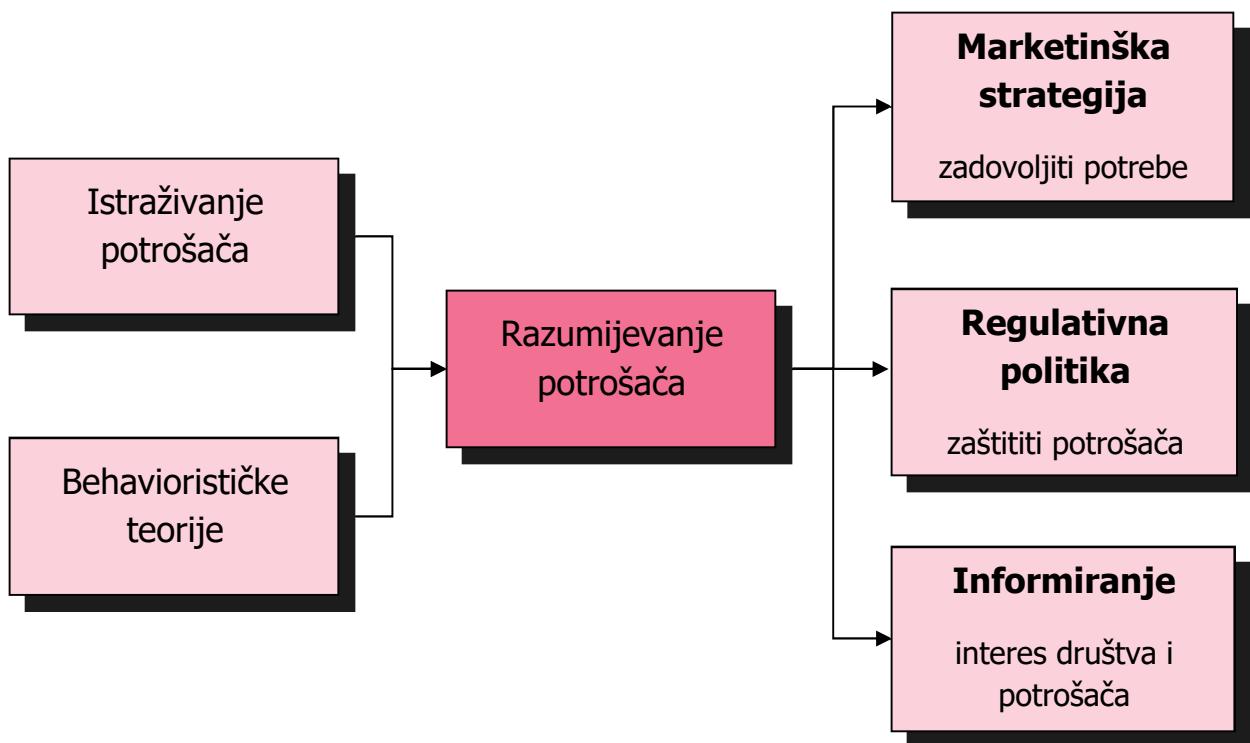 Istraživanje
potrošača
Behaviorističke
teorije
Razumijevanje
potrošača
Marketinška
strategija
zadovoljiti potrebe
Regulativna
politika
zaštititi potrošača
Informiranje
interes društva i
potrošača